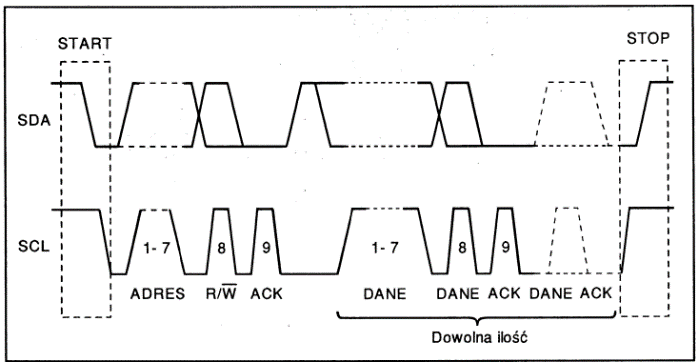 START STOP
SDA
SCL 1-7 8 9 1-7 8 9
ADRES R/W̅ ACK DANE DANE ACK DANE ACK
Dowolna ilość